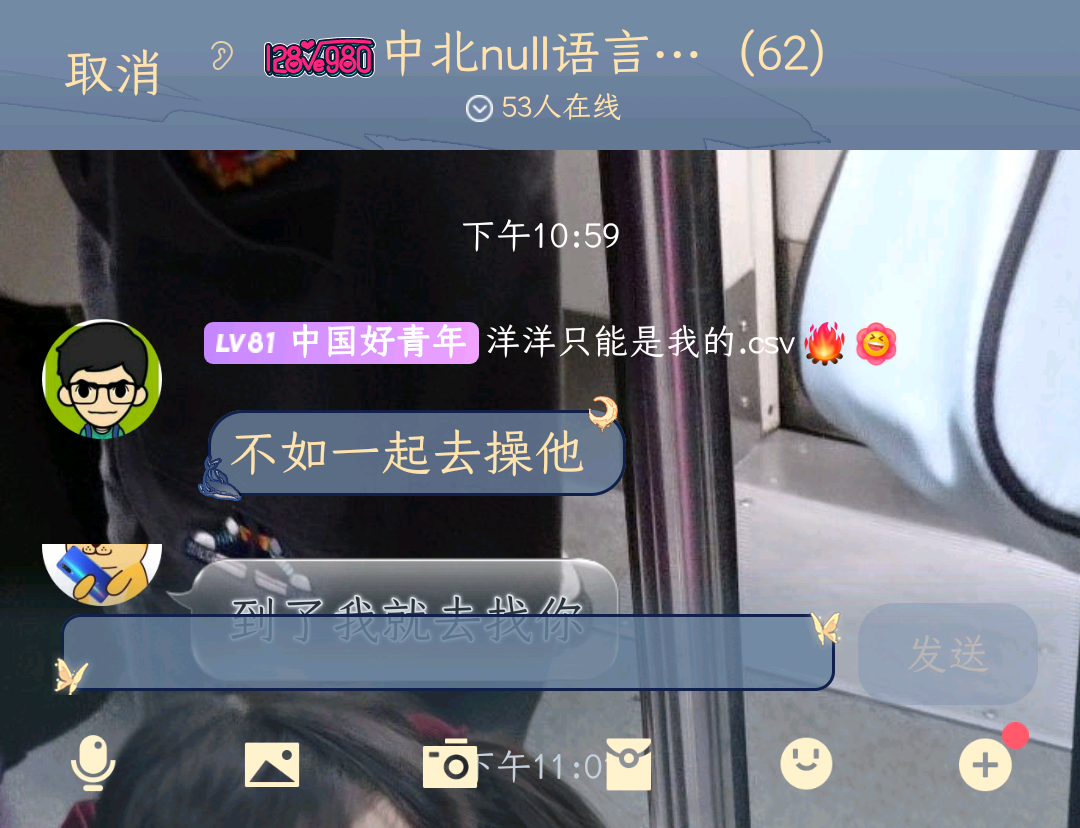 取消
128Ve980 中北null语言… (62)
53人在线
下午10:59
LV81 中国好青年 洋洋只能是我的.csv
不如一起去操他
到了我就去找你
发送
下午11:0